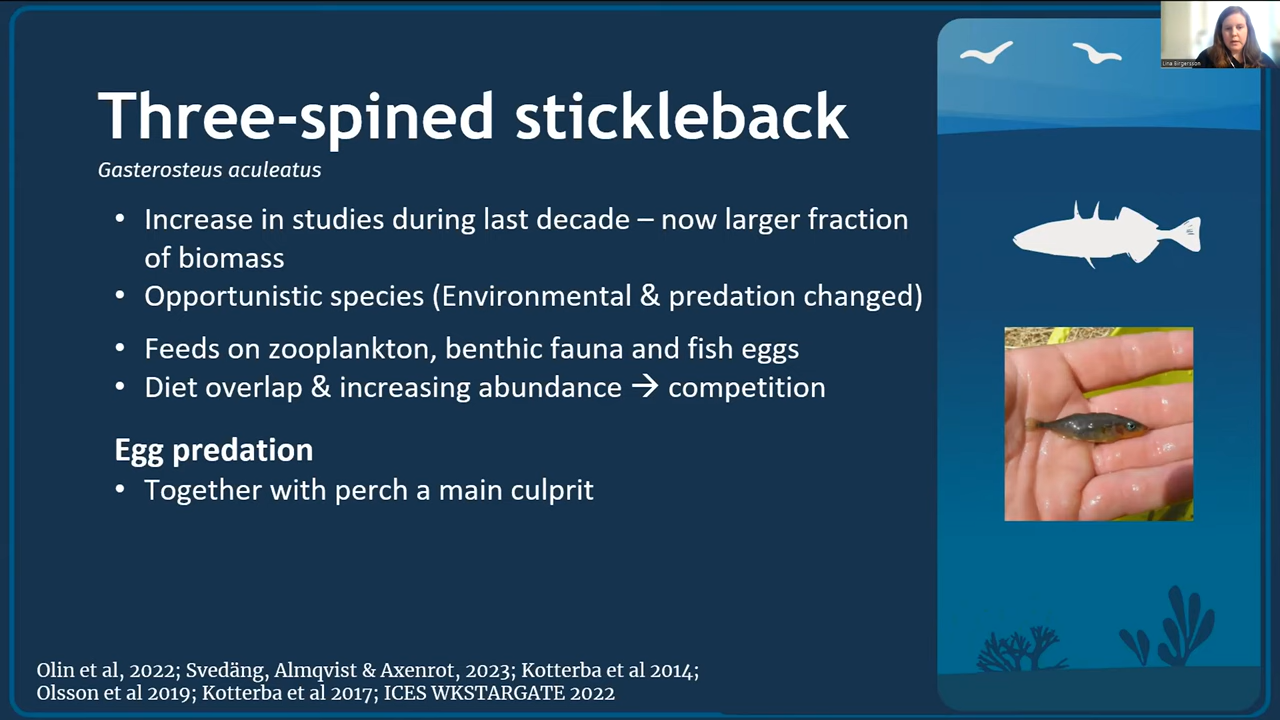 Lina Birgersson
Three-spined stickleback
Gasterosteus aculeatus
• Increase in studies during last decade – now larger fraction
of biomass
• Opportunistic species (Environmental & predation changed)
• Feeds on zooplankton, benthic fauna and fish eggs
• Diet overlap & increasing abundance → competition
Egg predation
• Together with perch a main culprit
Olin et al, 2022; Svedäng, Almqvist & Axenrot, 2023; Kotterba et al 2014;
Olsson et al 2019; Kotterba et al 2017; ICES WKSTARGATE 2022